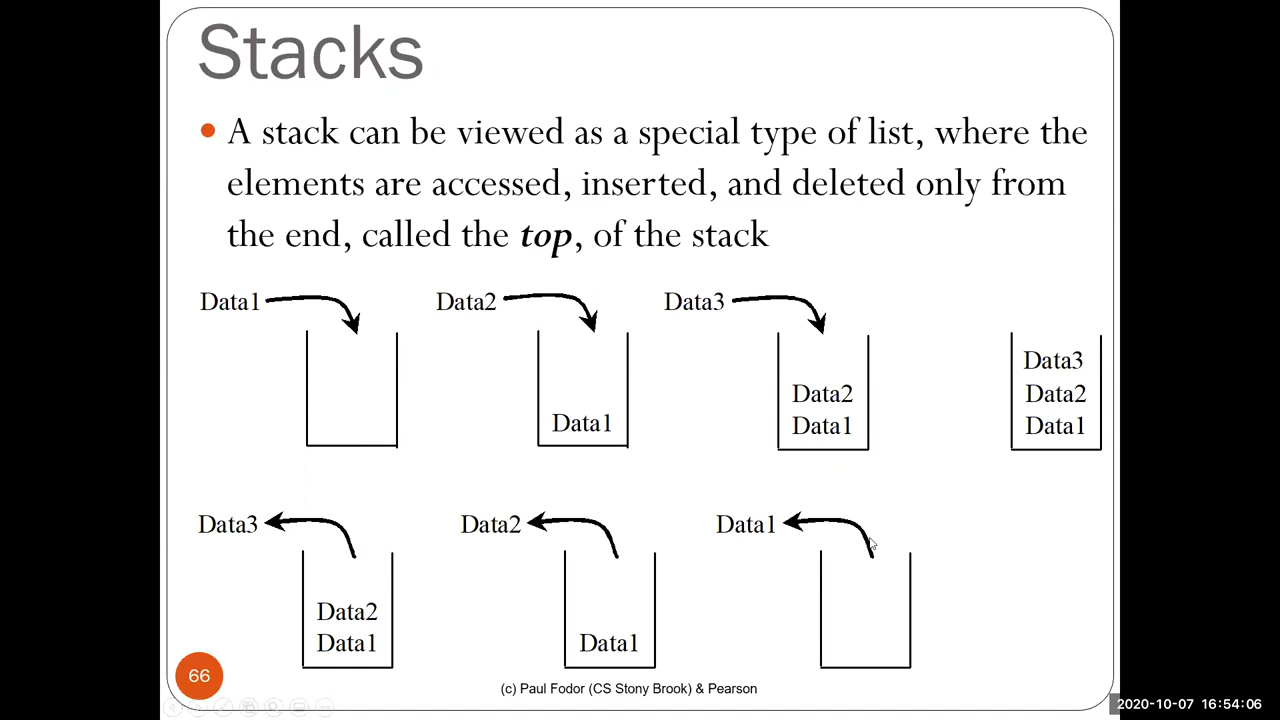 Stacks
• A stack can be viewed as a special type of list, where the
elements are accessed, inserted, and deleted only from
the end, called the top, of the stack
Data1
Data2
Data3
Data1
Data2
Data1
Data3
Data2
Data1
Data3
Data2
Data1
Data2
Data1
Data1
66
(c) Paul Fodor (CS Stony Brook) & Pearson
2020-10-07 16:54:06